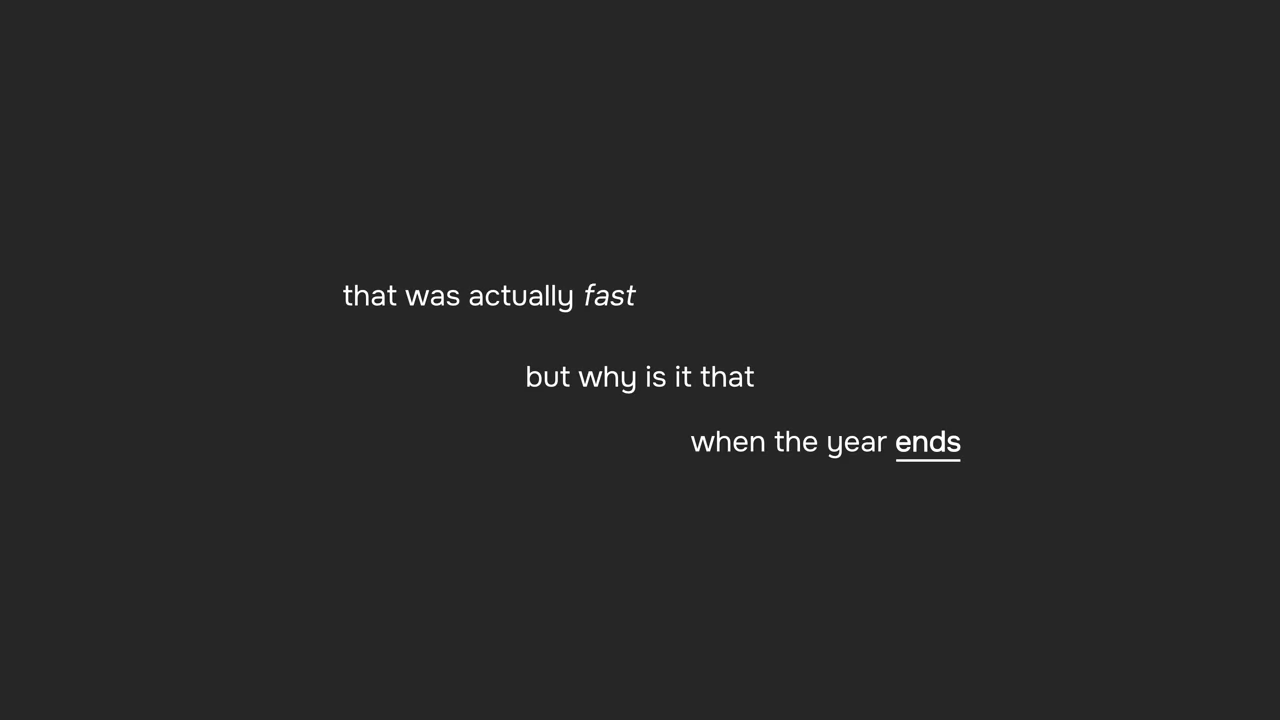 that was actually fast
but why is it that
when the year ends